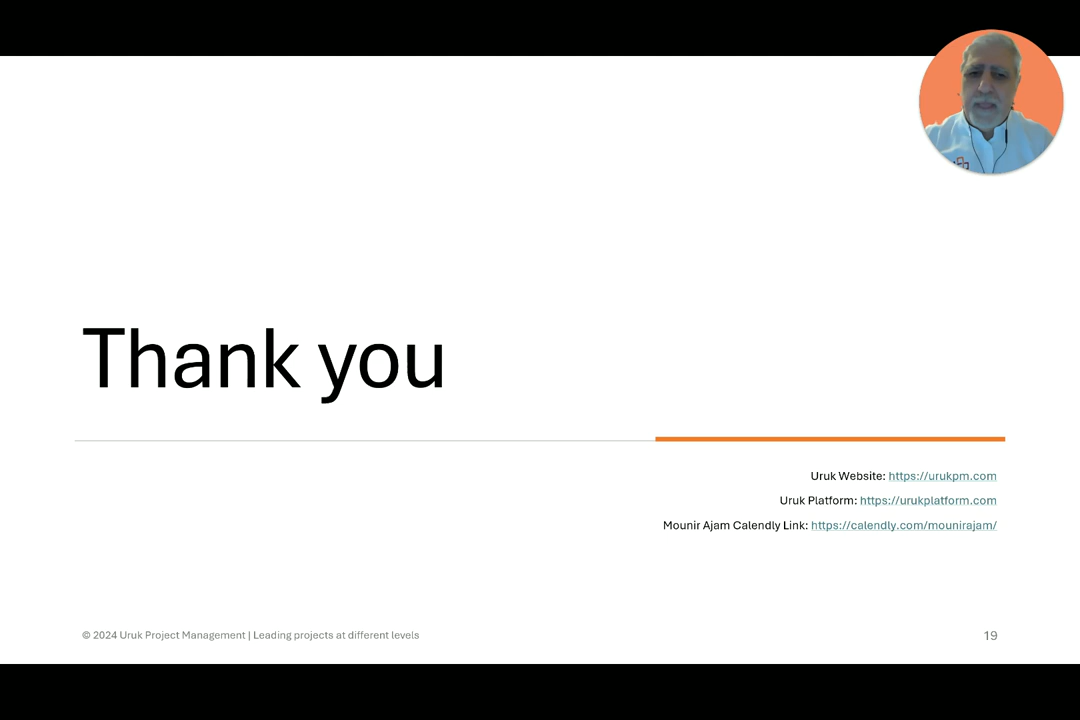 Thank you
Uruk Website: https://urukpm.com
Uruk Platform: https://urukplatform.com
Mounir Ajam Calendly Link: https://calendly.com/mounirajam/
© 2024 Uruk Project Management | Leading projects at different levels
19